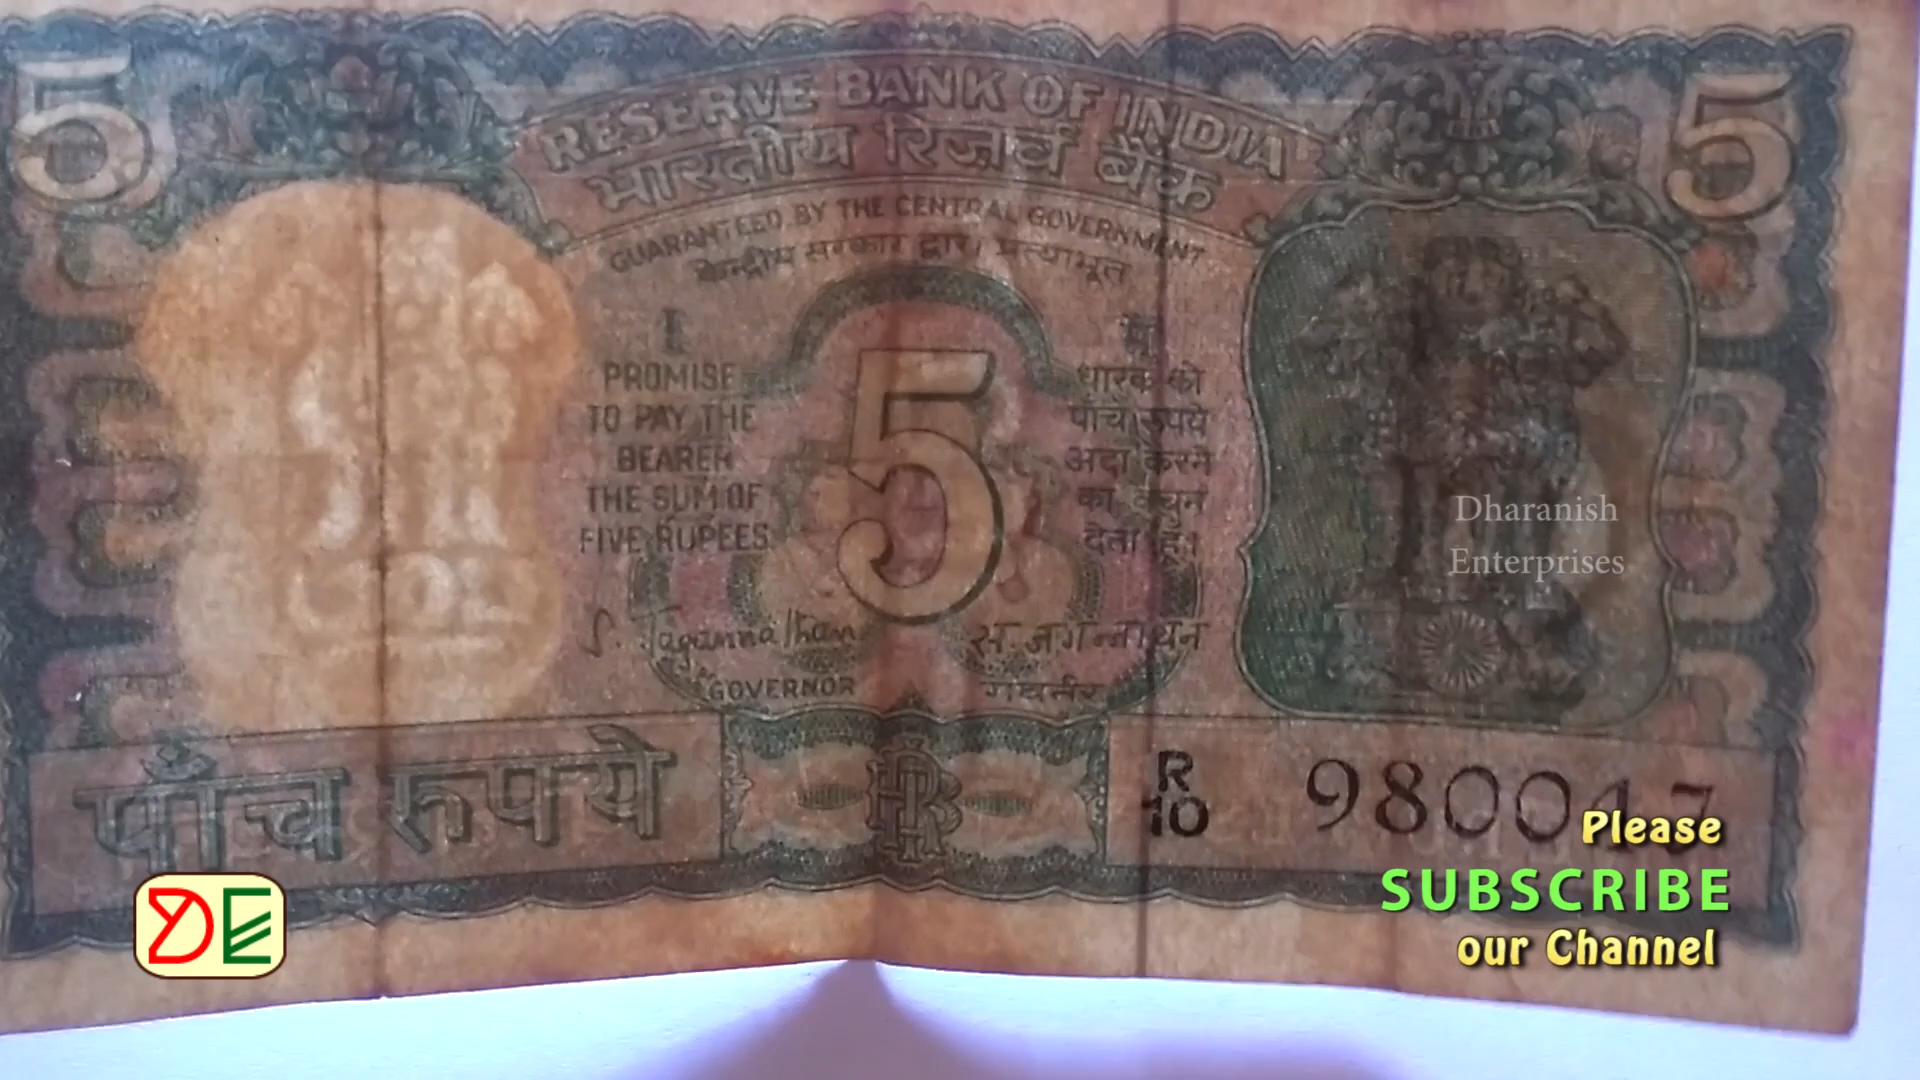 5
5
RESERVE BANK OF INDIA
भारतीय रिज़र्व बैंक
GUARANTEED BY THE CENTRAL GOVERNMENT
केन्द्रीय सरकार द्वारा प्रत्याभूत
I
PROMISE
TO PAY THE
BEARER
THE SUM OF
FIVE RUPEES
5
मैं
धारक को
पांच रुपये
अदा करने
का वचन
देता हूं।
Dharanish
Enterprises
S. Jagannathan
स. जगन्नाथन
GOVERNOR
गवर्नर
पाँच रुपये
R
10
98004
Please
SUBSCRIBE
our Channel
DE